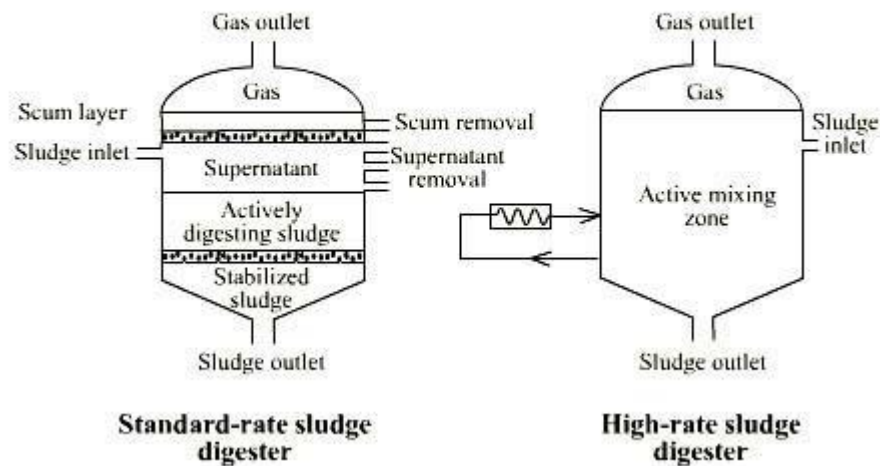 Gas outlet
Gas
Scum layer
Scum removal
Sludge inlet
Supernatant
Supernatant
removal
Actively
digesting sludge
Stabilized
sludge
Sludge outlet
Standard-rate sludge
digester
Gas outlet
Gas
Sludge
inlet
Active mixing
zone
Sludge outlet
High-rate sludge
digester